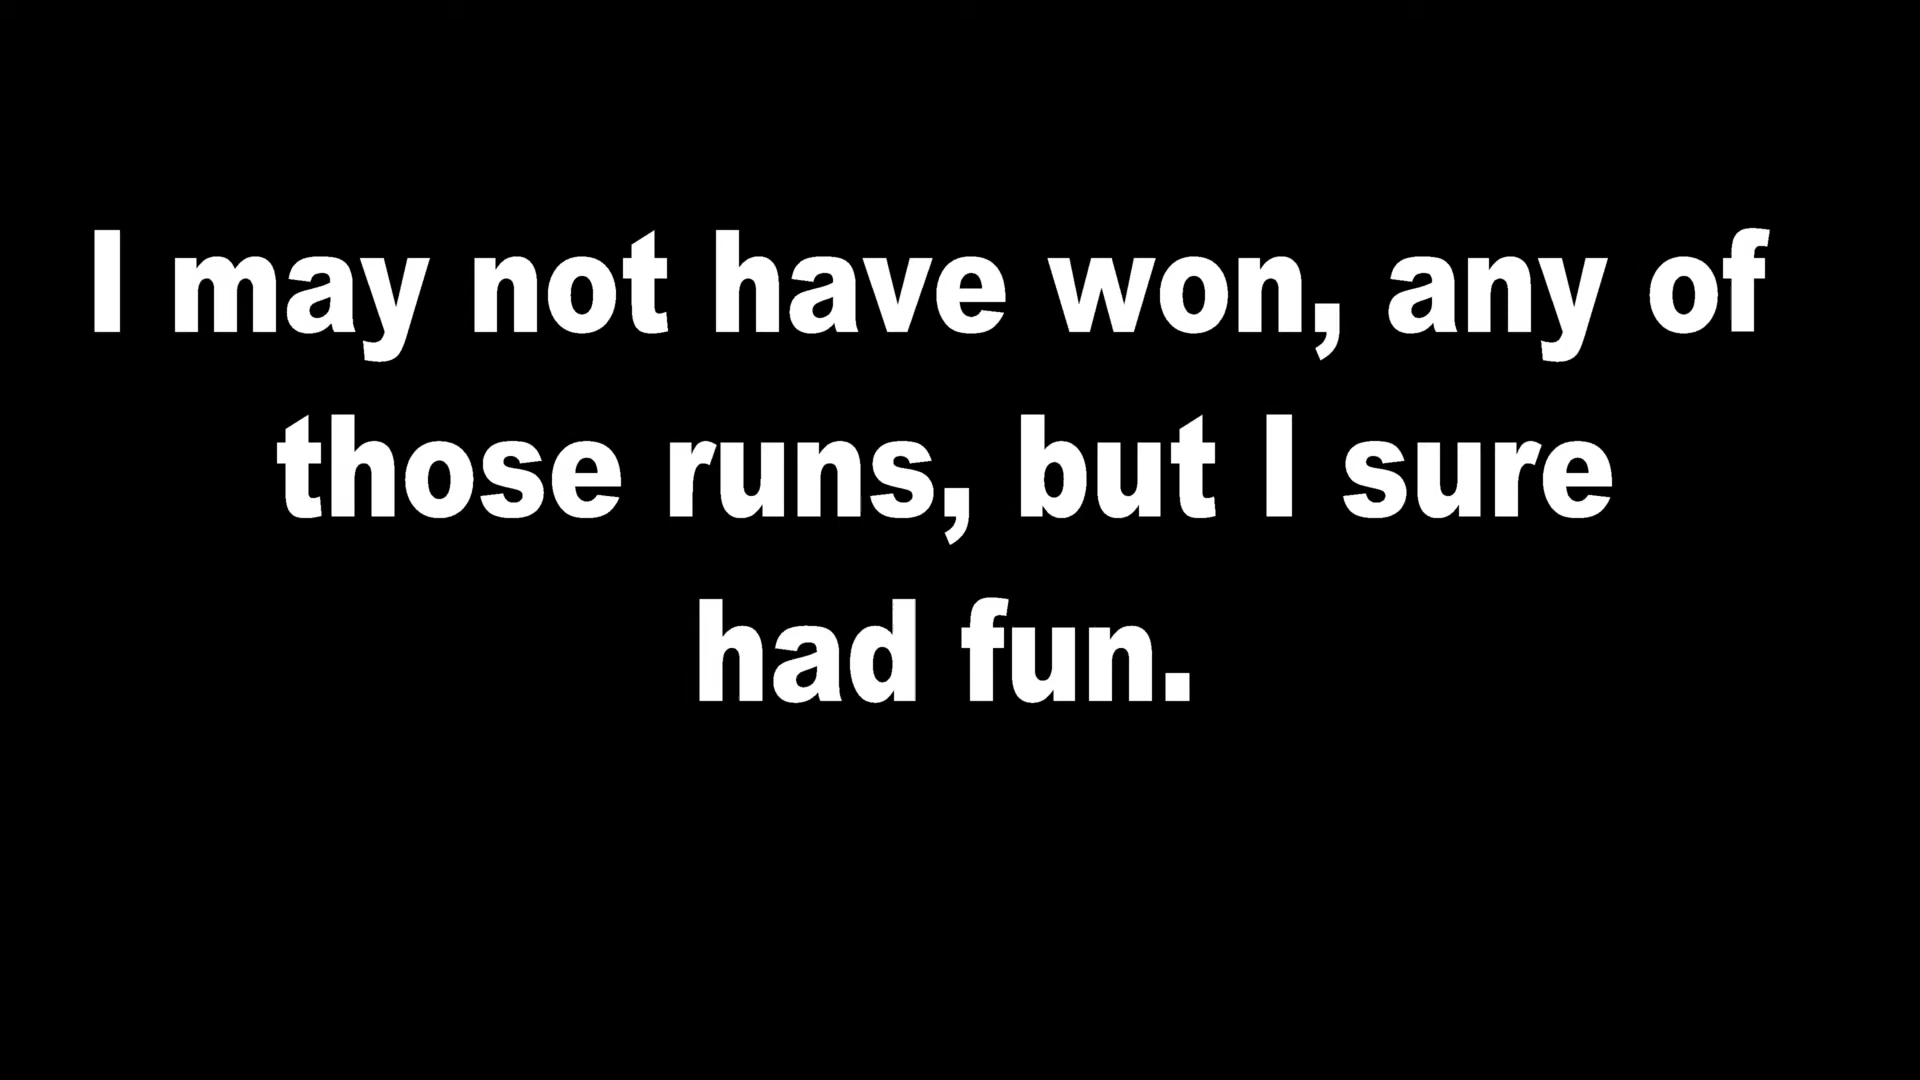 I may not have won, any of
those runs, but I sure
had fun.